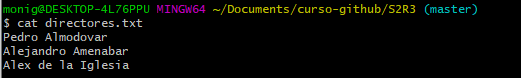 monig@DESKTOP-4L76PPU MINGW64 ~/Documents/curso-github/S2R3 (master)
$ cat directores.txt
Pedro Almodovar
Alejandro Amenabar
Alex de la Iglesia